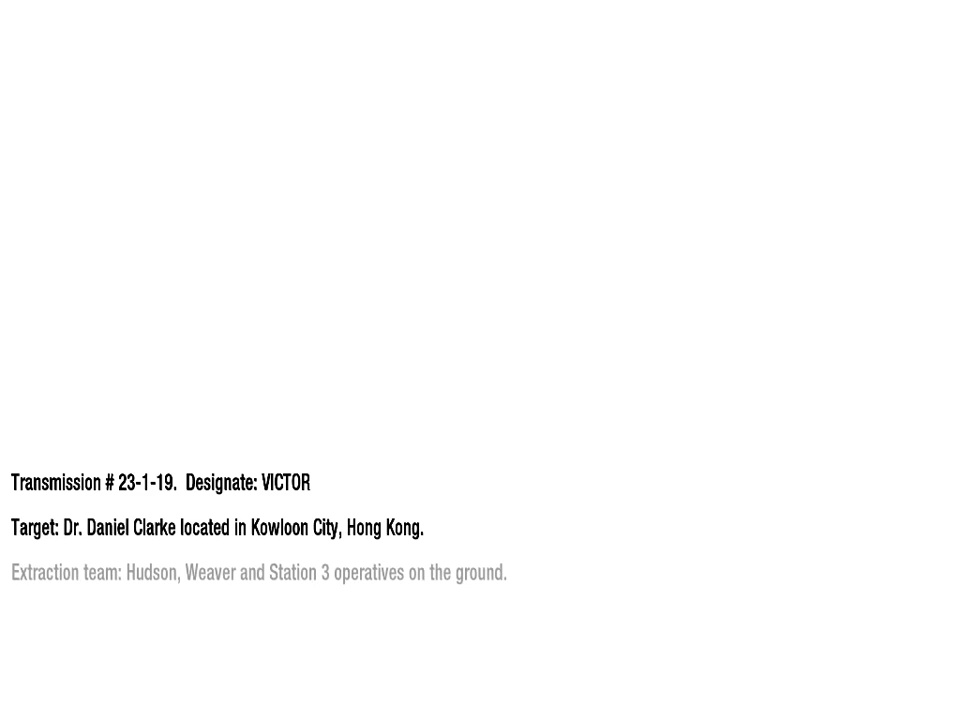 Transmission # 23-1-19.  Designate: VICTOR
Target: Dr. Daniel Clarke located in Kowloon City, Hong Kong.
Extraction team: Hudson, Weaver and Station 3 operatives on the ground.